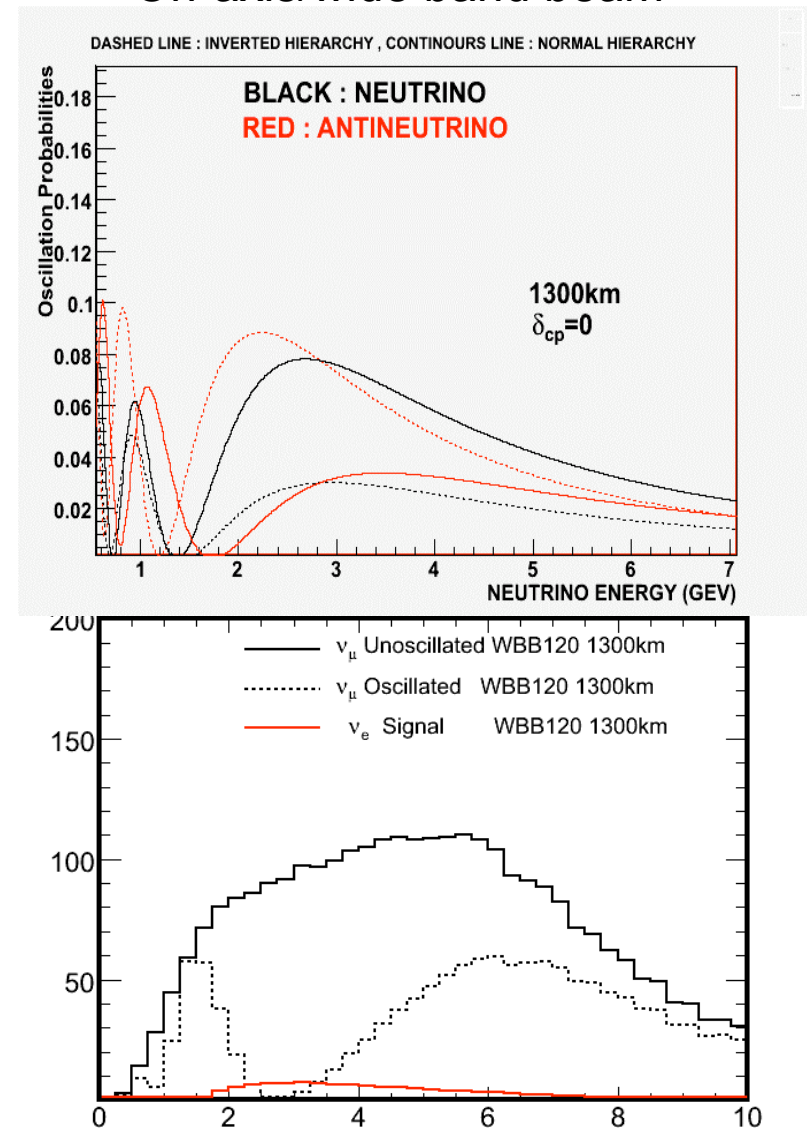 DASHED LINE : INVERTED HIERARCHY , CONTINOURS LINE : NORMAL HIERARCHY
BLACK : NEUTRINO
RED : ANTINEUTRINO
Oscillation Probabilities
0.18
0.16
0.14
0.12
0.1
0.08
0.06
0.04
0.02
1300km
δcp=0
1 2 3 4 5 6 7
NEUTRINO ENERGY (GEV)
200
150
100
50
νμ Unoscillated WBB120 1300km
νμ Oscillated WBB120 1300km
νe Signal WBB120 1300km
0 2 4 6 8 10